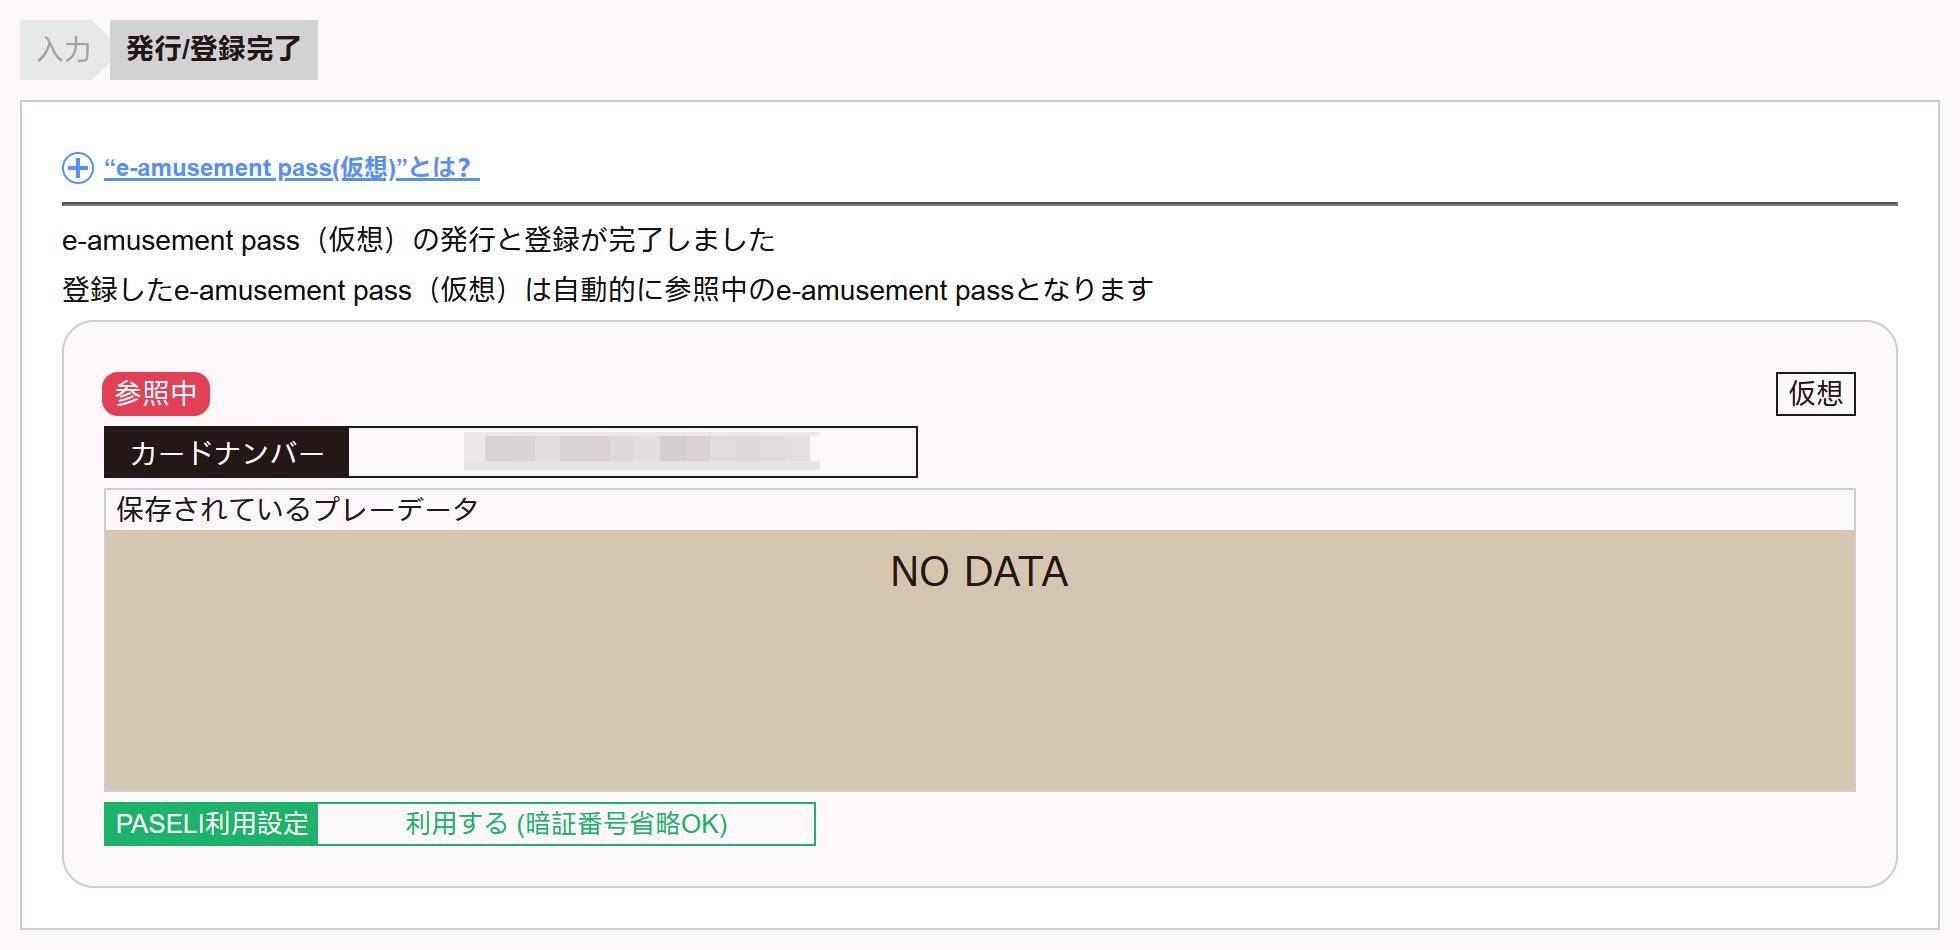 入力
発行/登録完了
“e-amusement pass(仮想)”とは？
e-amusement pass（仮想）の発行と登録が完了しました
登録したe-amusement pass（仮想）は自動的に参照中のe-amusement passとなります
参照中
仮想
カードナンバー
保存されているプレーデータ
NO DATA
PASELI利用設定
利用する (暗証番号省略OK)